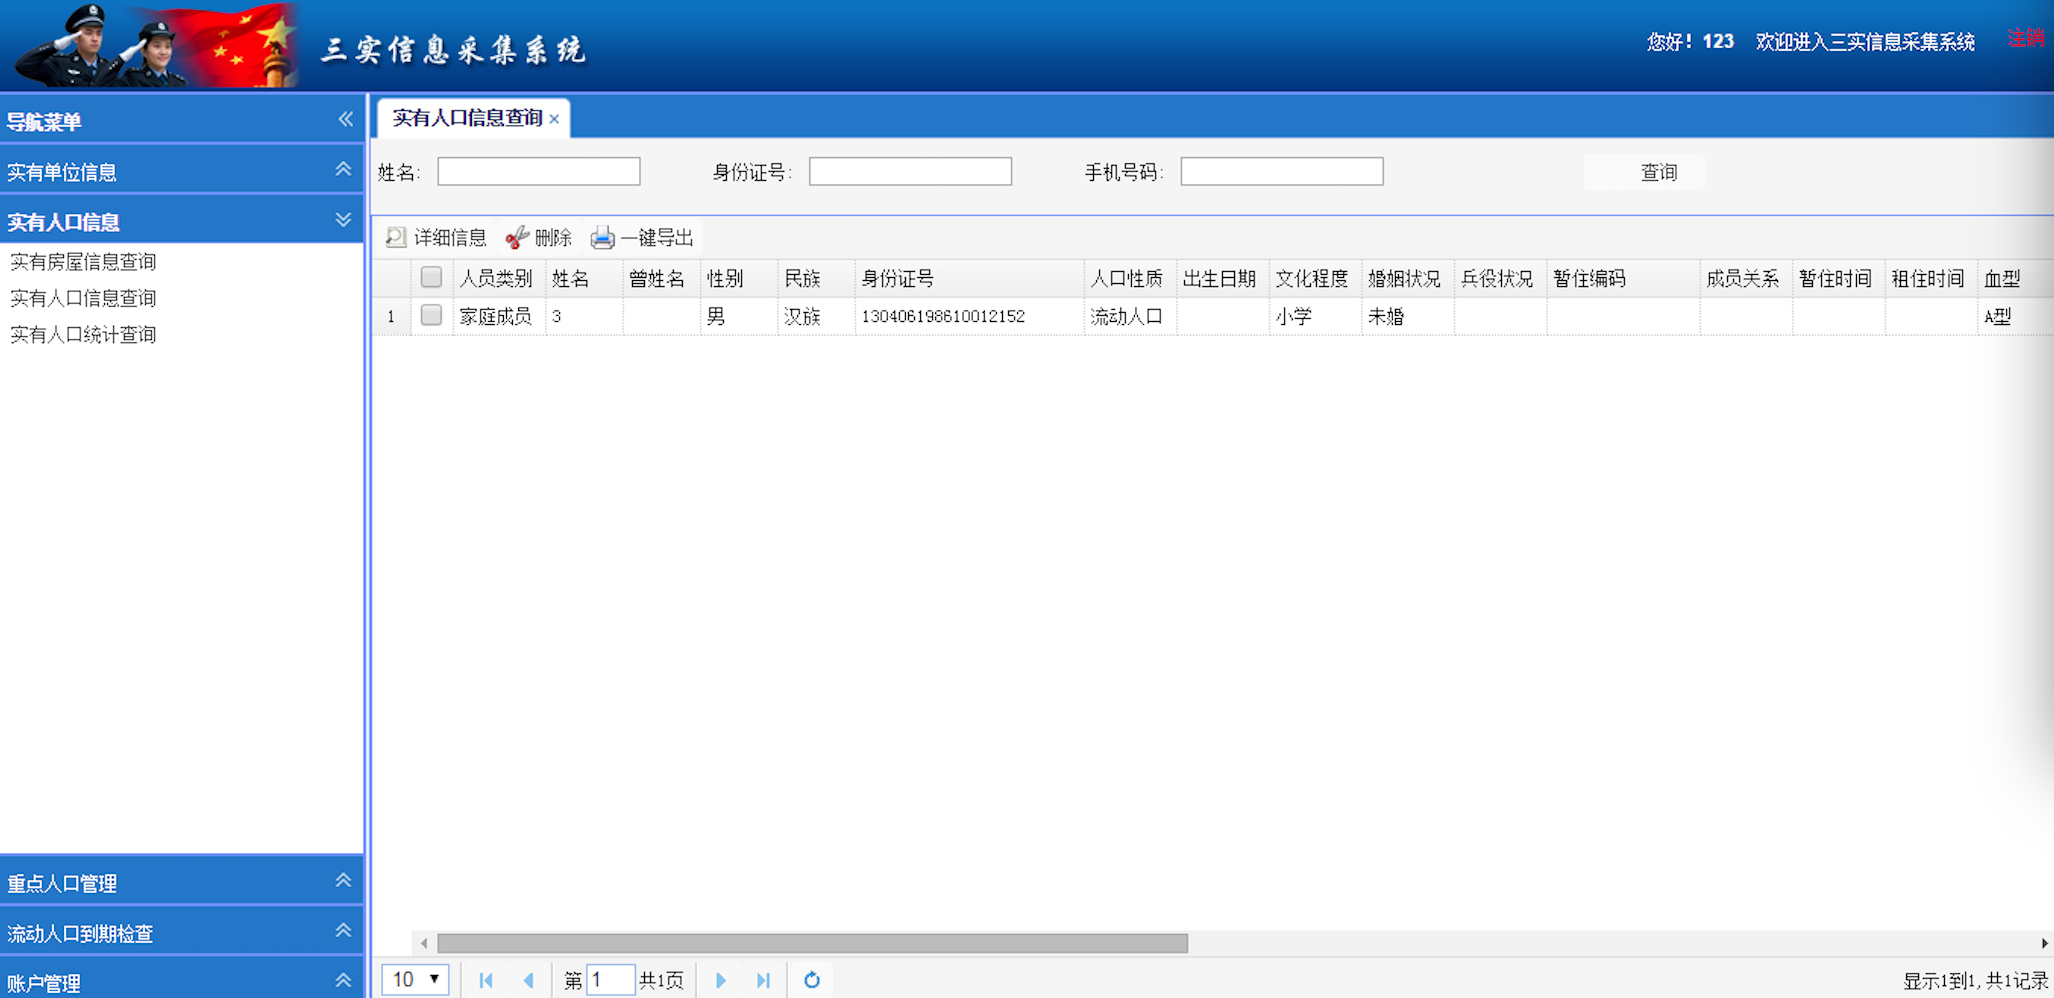 三实信息采集系统
您好！123 欢迎进入三实信息采集系统 注销
导航菜单
实有单位信息
实有人口信息
实有房屋信息查询
实有人口信息查询
实有人口统计查询
重点人口管理
流动人口到期检查
账户管理
实有人口信息查询 ×
姓名: 身份证号: 手机号码: 查询
详细信息 删除 一键导出
人员类别 姓名 曾姓名 性别 民族 身份证号 人口性质 出生日期 文化程度 婚姻状况 兵役状况 暂住编码 成员关系 暂住时间 租住时间 血型
1 家庭成员 3 男 汉族 130406198610012152 流动人口 小学 未婚 A型
10 第 1 共1页 显示1到1,共1记录